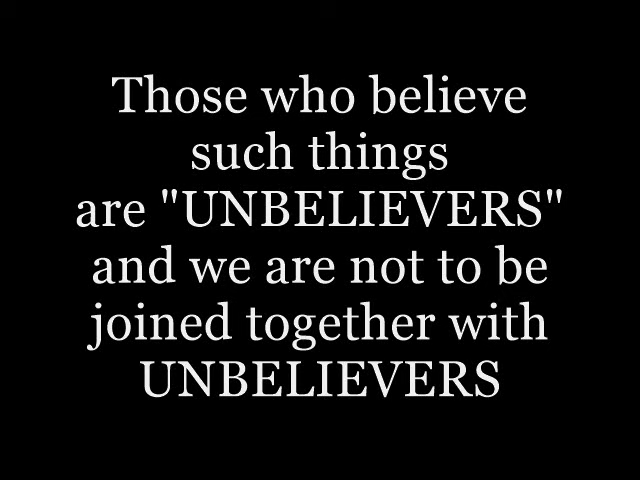 Those who believe
such things
are "UNBELIEVERS"
and we are not to be
joined together with
UNBELIEVERS